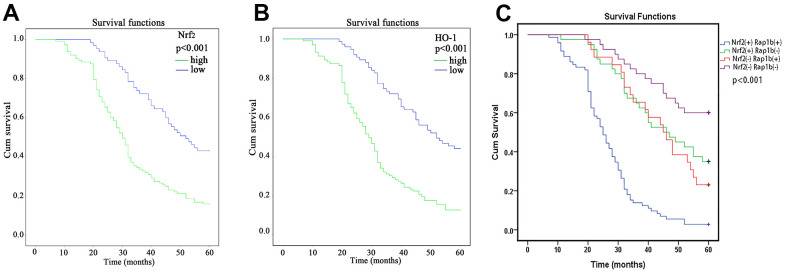 A
Survival functions
Nrf2
p<0.001
high
low
Cum survival
1.0
0.8
0.6
0.4
0.2
0.0
0 10 20 30 40 50 60
Time (months)
B
Survival functions
HO-1
p<0.001
high
low
Cum survival
1.0
0.8
0.6
0.4
0.2
0.0
0 10 20 30 40 50 60
Time (months)
C
Survival Functions
Nrf2(+) Rap1b(+)
Nrf2(+) Rap1b(-)
Nrf2(-) Rap1b(+)
Nrf2(-) Rap1b(-)
p<0.001
Cum Survival
1.0
0.8
0.6
0.4
0.2
0.0
0 10 20 30 40 50 60
Time (months)